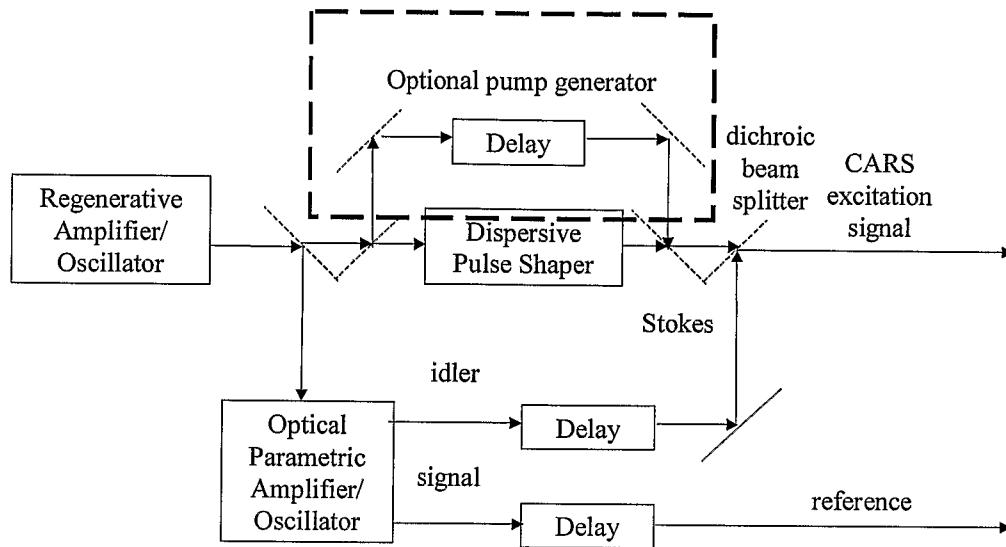 Optional pump generator
Delay
dichroic
beam
splitter
CARS
excitation
signal
Regenerative
Amplifier/
Oscillator
Dispersive
Pulse Shaper
Stokes
idler
Delay
Optical
Parametric
Amplifier/
Oscillator
signal
Delay
reference